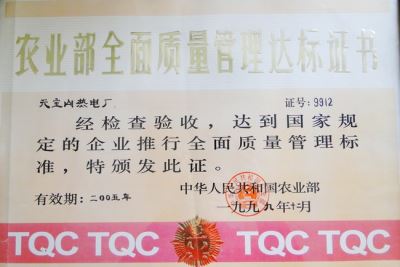 农业部全面质量管理达标证书
天宝山热电厂
证号：9912
经检查验收，达到国家规
定的企业推行全面质量管理标
准，特颁发此证。
中华人民共和国农业部
有效期：二00五年
一九九九年十二月
TQC TQC TQC TQC